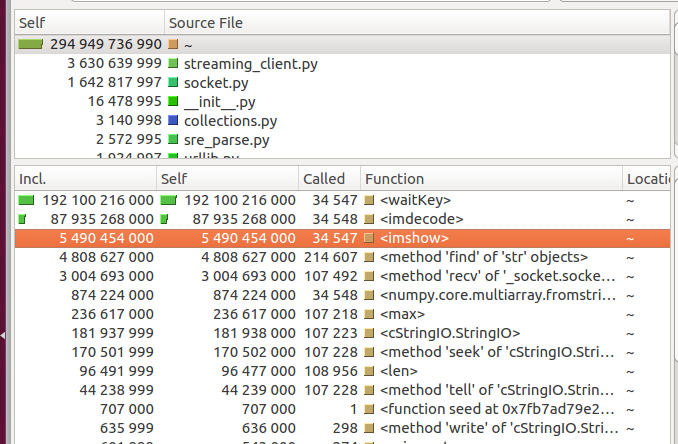 Self Source File
294 949 736 990 ~
3 630 639 999 streaming_client.py
1 642 817 997 socket.py
16 478 995 __init__.py
3 140 998 collections.py
2 572 995 sre_parse.py
1 924 997 urllib.py
Incl. Self Called Function Locatio
192 100 216 000 192 100 216 000 34 547 <waitKey> ~
87 935 268 000 87 935 268 000 34 548 <imdecode> ~
5 490 454 000 5 490 454 000 34 547 <imshow> ~
4 808 627 000 4 808 627 000 214 607 <method 'find' of 'str' objects> ~
3 004 693 000 3 004 693 000 107 492 <method 'recv' of '_socket.socke... ~
874 224 000 874 224 000 34 548 <numpy.core.multiarray.fromstri... ~
236 617 000 236 617 000 107 218 <max> ~
181 937 999 181 938 000 107 223 <cStringIO.StringIO> ~
170 501 999 170 502 000 107 228 <method 'seek' of 'cStringIO.Stri... ~
96 491 999 96 477 000 108 956 <len> ~
44 238 999 44 239 000 107 228 <method 'tell' of 'cStringIO.Strin... ~
707 000 707 000 1 <function seed at 0x7fb7ad79e2... ~
635 999 636 000 298 <method 'write' of 'cStringIO.Stri... ~